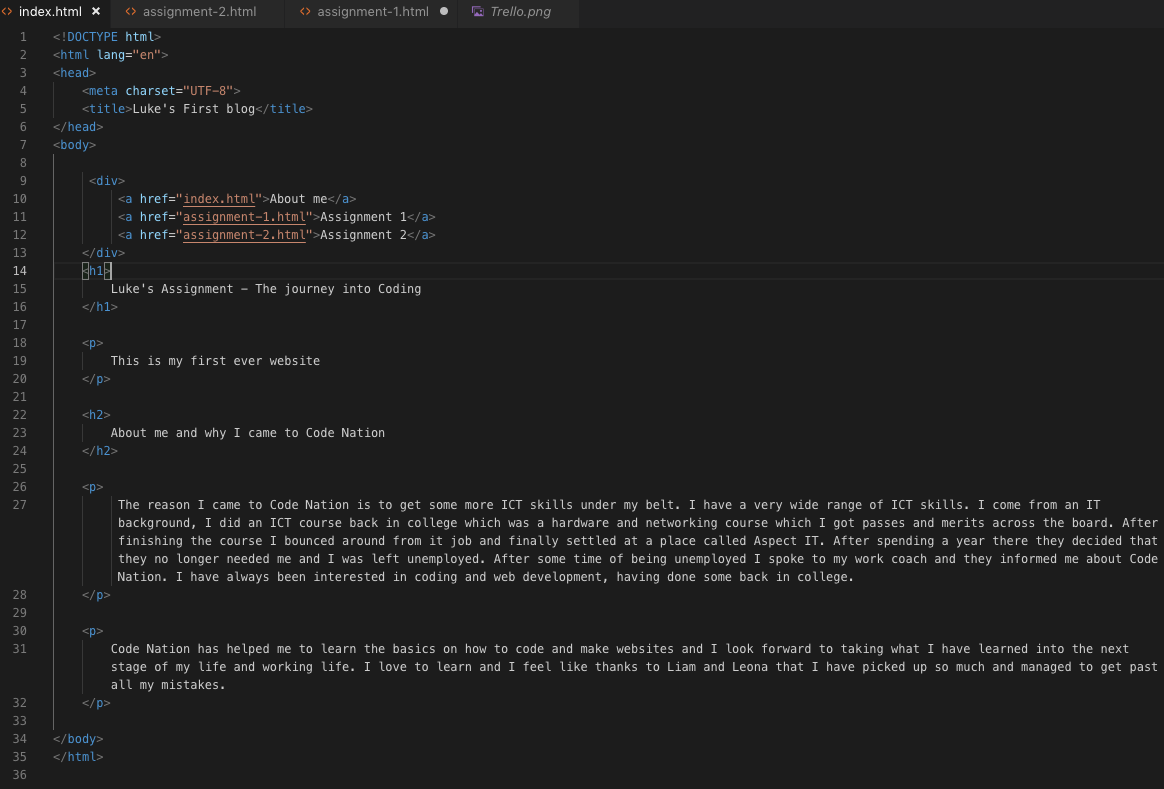 index.html × assignment-2.html assignment-1.html Trello.png
1 <!DOCTYPE html>
2 <html lang="en">
3 <head>
4 <meta charset="UTF-8">
5 <title>Luke's First blog</title>
6 </head>
7 <body>
8
9 <div>
10 <a href="index.html">About me</a>
11 <a href="assignment-1.html">Assignment 1</a>
12 <a href="assignment-2.html">Assignment 2</a>
13 </div>
14 <h1>
15 Luke's Assignment – The journey into Coding
16 </h1>
17
18 <p>
19 This is my first ever website
20 </p>
21
22 <h2>
23 About me and why I came to Code Nation
24 </h2>
25
26 <p>
27 The reason I came to Code Nation is to get some more ICT skills under my belt. I have a very wide range of ICT skills. I come from an IT
background, I did an ICT course back in college which was a hardware and networking course which I got passes and merits across the board. After
finishing the course I bounced around from it job and finally settled at a place called Aspect IT. After spending a year there they decided that
they no longer needed me and I was left unemployed. After some time of being unemployed I spoke to my work coach and they informed me about Code
Nation. I have always been interested in coding and web development, having done some back in college.
28 </p>
29
30 <p>
31 Code Nation has helped me to learn the basics on how to code and make websites and I look forward to taking what I have learned into the next
stage of my life and working life. I love to learn and I feel like thanks to Liam and Leona that I have picked up so much and managed to get past
all my mistakes.
32 </p>
33
34 </body>
35 </html>
36